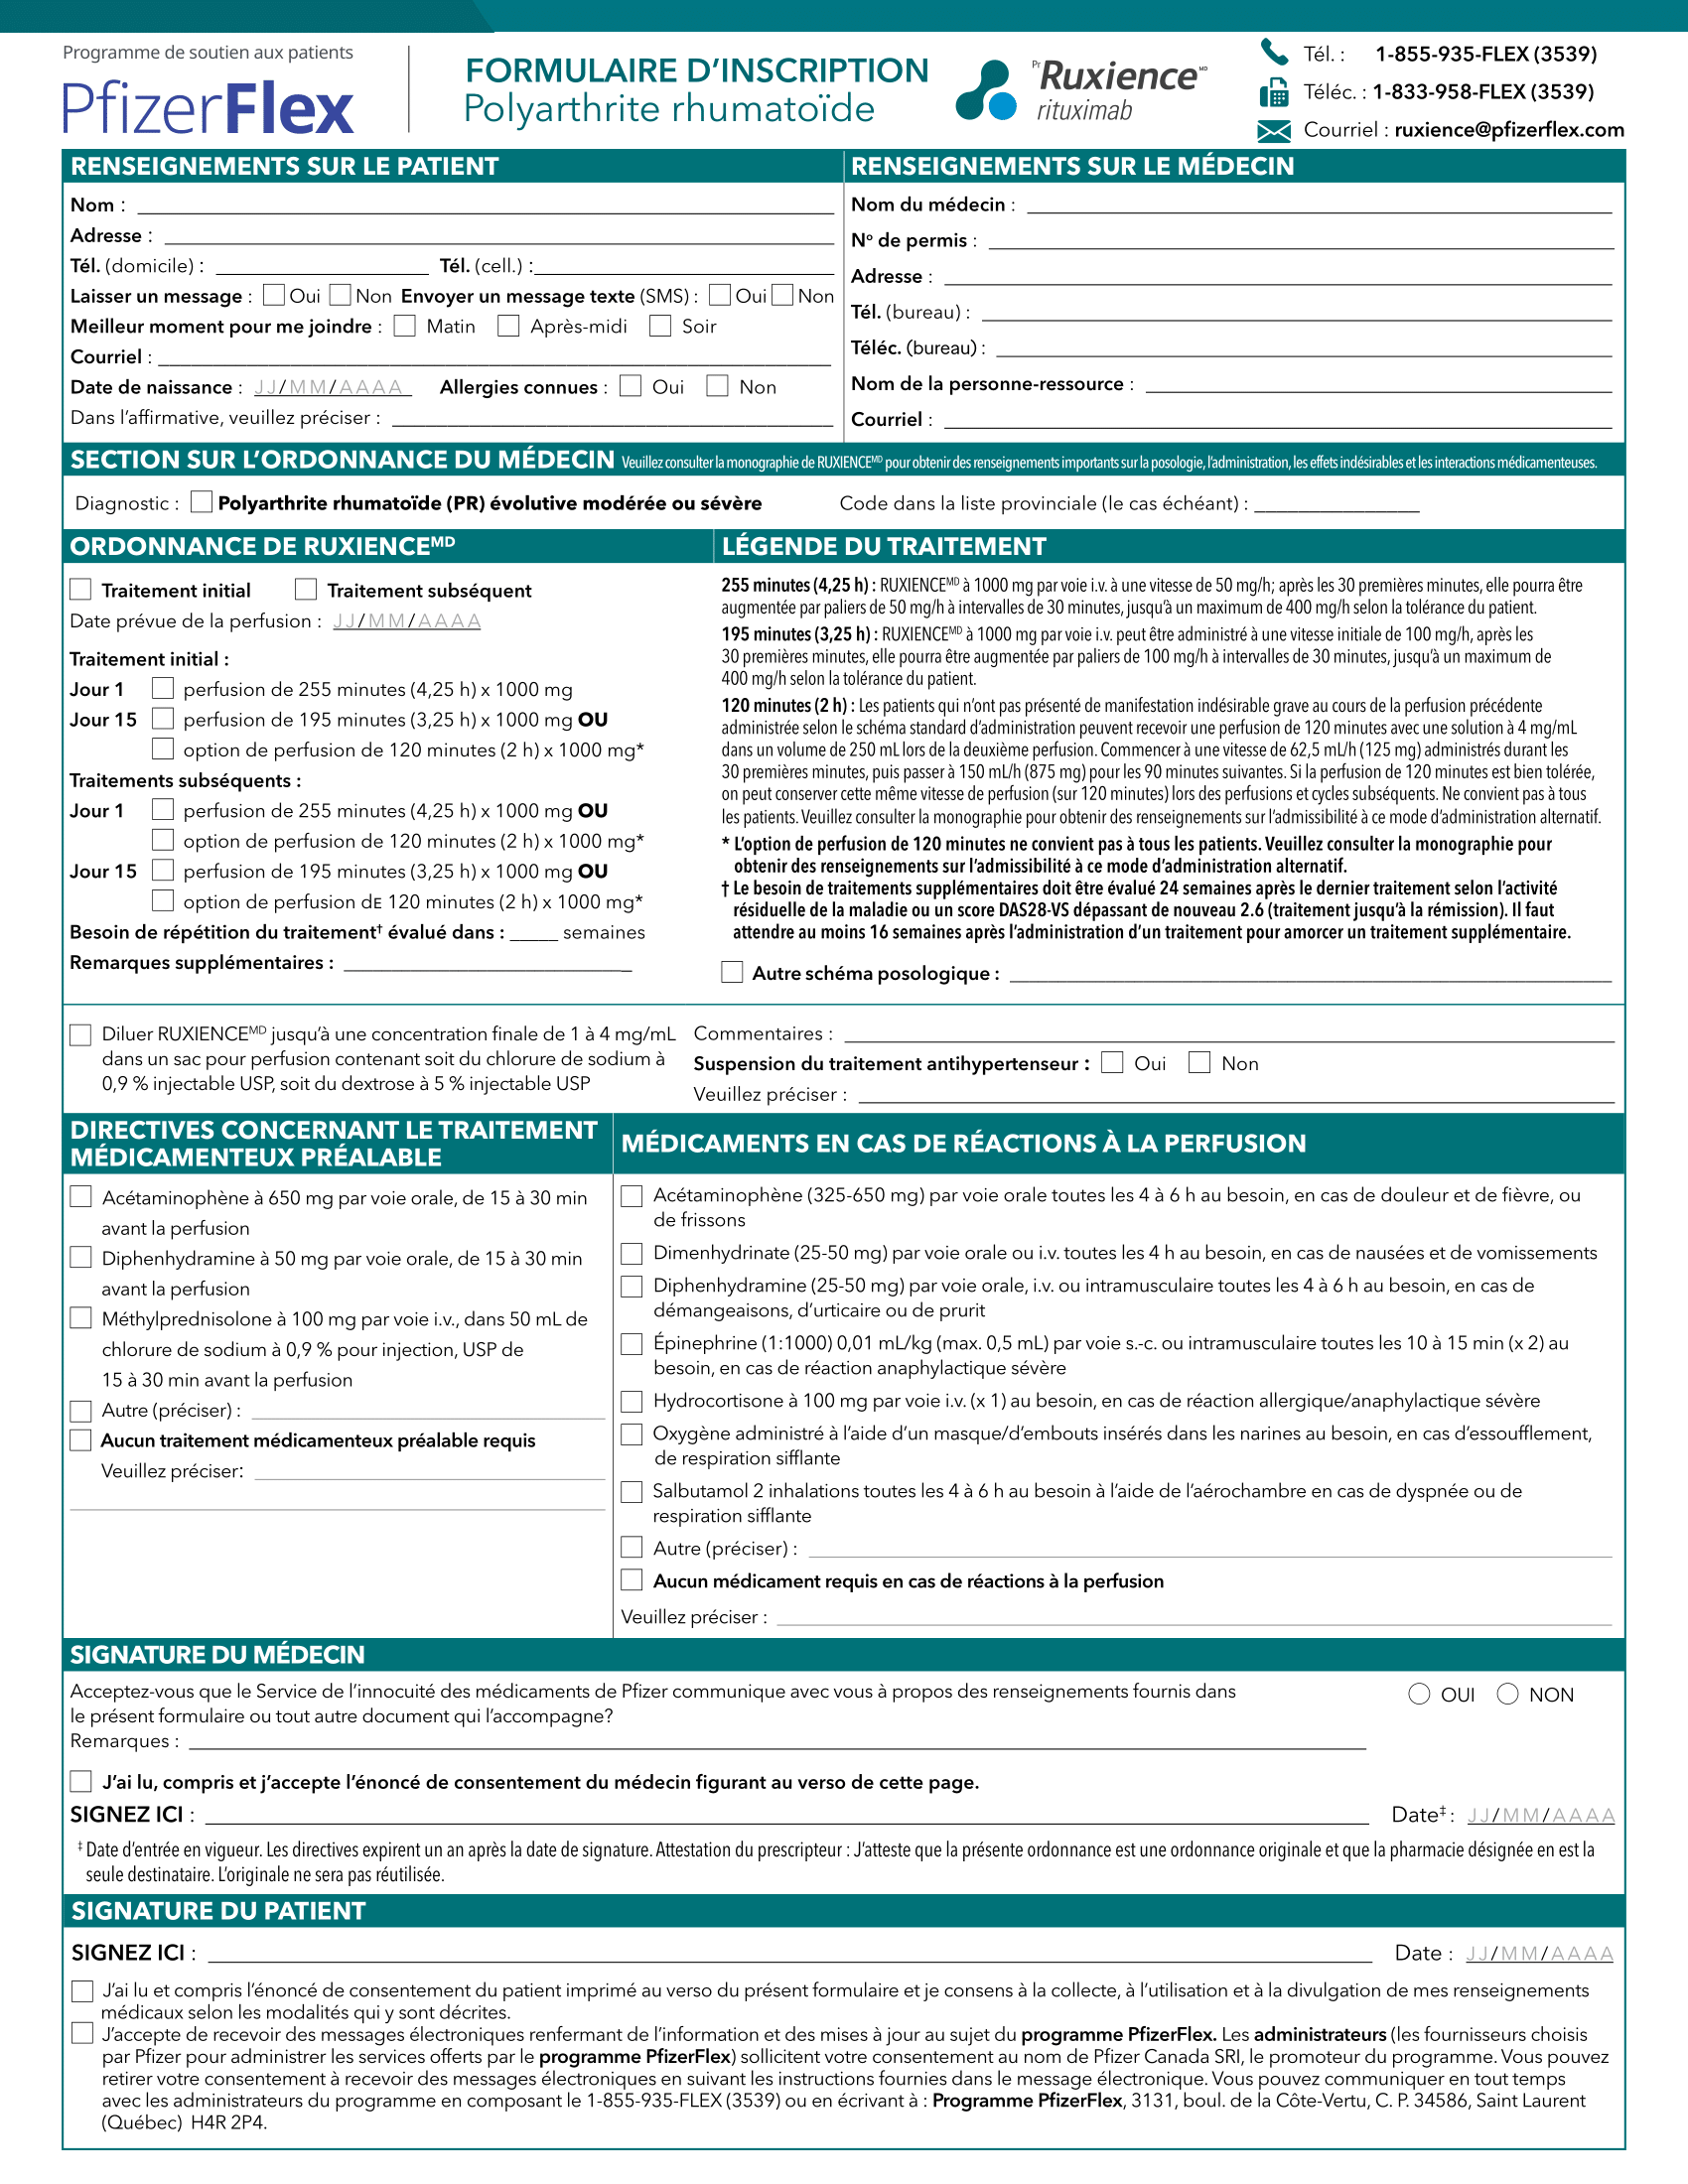 Programme de soutien aux patients
PfizerFlex
FORMULAIRE D’INSCRIPTION
Polyarthrite rhumatoïde
Pr Ruxience MD
rituximab
Tél. : 1-855-935-FLEX (3539)
Téléc. : 1-833-958-FLEX (3539)
Courriel : ruxience@pfizerflex.com
RENSEIGNEMENTS SUR LE PATIENT
Nom :
Adresse :
Tél. (domicile) : Tél. (cell.) :
Laisser un message : Oui Non Envoyer un message texte (SMS) : Oui Non
Meilleur moment pour me joindre : Matin Après-midi Soir
Courriel :
Date de naissance : JJ/MM/AAAA Allergies connues : Oui Non
Dans l’affirmative, veuillez préciser :
RENSEIGNEMENTS SUR LE MÉDECIN
Nom du médecin :
Nº de permis :
Adresse :
Tél. (bureau) :
Téléc. (bureau) :
Nom de la personne-ressource :
Courriel :
SECTION SUR L’ORDONNANCE DU MÉDECIN Veuillez consulter la monographie de RUXIENCEMD pour obtenir des renseignements importants sur la posologie, l’administration, les effets indésirables et les interactions médicamenteuses.
Diagnostic : Polyarthrite rhumatoïde (PR) évolutive modérée ou sévère Code dans la liste provinciale (le cas échéant) :
ORDONNANCE DE RUXIENCEMD
Traitement initial Traitement subséquent
Date prévue de la perfusion : JJ/MM/AAAA
Traitement initial :
Jour 1 perfusion de 255 minutes (4,25 h) x 1000 mg
Jour 15 perfusion de 195 minutes (3,25 h) x 1000 mg OU
option de perfusion de 120 minutes (2 h) x 1000 mg*
Traitements subséquents :
Jour 1 perfusion de 255 minutes (4,25 h) x 1000 mg OU
option de perfusion de 120 minutes (2 h) x 1000 mg*
Jour 15 perfusion de 195 minutes (3,25 h) x 1000 mg OU
option de perfusion dE 120 minutes (2 h) x 1000 mg*
Besoin de répétition du traitement† évalué dans : _____ semaines
Remarques supplémentaires :
LÉGENDE DU TRAITEMENT
255 minutes (4,25 h) : RUXIENCEMD à 1000 mg par voie i.v. à une vitesse de 50 mg/h; après les 30 premières minutes, elle pourra être
augmentée par paliers de 50 mg/h à intervalles de 30 minutes, jusqu’à un maximum de 400 mg/h selon la tolérance du patient.
195 minutes (3,25 h) : RUXIENCEMD à 1000 mg par voie i.v. peut être administré à une vitesse initiale de 100 mg/h, après les
30 premières minutes, elle pourra être augmentée par paliers de 100 mg/h à intervalles de 30 minutes, jusqu’à un maximum de
400 mg/h selon la tolérance du patient.
120 minutes (2 h) : Les patients qui n’ont pas présenté de manifestation indésirable grave au cours de la perfusion précédente
administrée selon le schéma standard d’administration peuvent recevoir une perfusion de 120 minutes avec une solution à 4 mg/mL
dans un volume de 250 mL lors de la deuxième perfusion. Commencer à une vitesse de 62,5 mL/h (125 mg) administrés durant les
30 premières minutes, puis passer à 150 mL/h (875 mg) pour les 90 minutes suivantes. Si la perfusion de 120 minutes est bien tolérée,
on peut conserver cette même vitesse de perfusion (sur 120 minutes) lors des perfusions et cycles subséquents. Ne convient pas à tous
les patients. Veuillez consulter la monographie pour obtenir des renseignements sur l’admissibilité à ce mode d’administration alternatif.
* L’option de perfusion de 120 minutes ne convient pas à tous les patients. Veuillez consulter la monographie pour
obtenir des renseignements sur l’admissibilité à ce mode d’administration alternatif.
† Le besoin de traitements supplémentaires doit être évalué 24 semaines après le dernier traitement selon l’activité
résiduelle de la maladie ou un score DAS28-VS dépassant de nouveau 2.6 (traitement jusqu’à la rémission). Il faut
attendre au moins 16 semaines après l’administration d’un traitement pour amorcer un traitement supplémentaire.
Autre schéma posologique :
Diluer RUXIENCEMD jusqu’à une concentration finale de 1 à 4 mg/mL
dans un sac pour perfusion contenant soit du chlorure de sodium à
0,9 % injectable USP, soit du dextrose à 5 % injectable USP
Commentaires :
Suspension du traitement antihypertenseur : Oui Non
Veuillez préciser :
DIRECTIVES CONCERNANT LE TRAITEMENT
MÉDICAMENTEUX PRÉALABLE
Acétaminophène à 650 mg par voie orale, de 15 à 30 min
avant la perfusion
Diphenhydramine à 50 mg par voie orale, de 15 à 30 min
avant la perfusion
Méthylprednisolone à 100 mg par voie i.v., dans 50 mL de
chlorure de sodium à 0,9 % pour injection, USP de
15 à 30 min avant la perfusion
Autre (préciser) :
Aucun traitement médicamenteux préalable requis
Veuillez préciser:
MÉDICAMENTS EN CAS DE RÉACTIONS À LA PERFUSION
Acétaminophène (325-650 mg) par voie orale toutes les 4 à 6 h au besoin, en cas de douleur et de fièvre, ou
de frissons
Dimenhydrinate (25-50 mg) par voie orale ou i.v. toutes les 4 h au besoin, en cas de nausées et de vomissements
Diphenhydramine (25-50 mg) par voie orale, i.v. ou intramusculaire toutes les 4 à 6 h au besoin, en cas de
démangeaisons, d’urticaire ou de prurit
Épinephrine (1:1000) 0,01 mL/kg (max. 0,5 mL) par voie s.-c. ou intramusculaire toutes les 10 à 15 min (x 2) au
besoin, en cas de réaction anaphylactique sévère
Hydrocortisone à 100 mg par voie i.v. (x 1) au besoin, en cas de réaction allergique/anaphylactique sévère
Oxygène administré à l’aide d’un masque/d’embouts insérés dans les narines au besoin, en cas d’essoufflement,
de respiration sifflante
Salbutamol 2 inhalations toutes les 4 à 6 h au besoin à l’aide de l’aérochambre en cas de dyspnée ou de
respiration sifflante
Autre (préciser) :
Aucun médicament requis en cas de réactions à la perfusion
Veuillez préciser :
SIGNATURE DU MÉDECIN
Acceptez-vous que le Service de l’innocuité des médicaments de Pfizer communique avec vous à propos des renseignements fournis dans
le présent formulaire ou tout autre document qui l’accompagne?
OUI NON
Remarques :
J’ai lu, compris et j’accepte l’énoncé de consentement du médecin figurant au verso de cette page.
SIGNEZ ICI : Date‡ : JJ/MM/AAAA
‡ Date d’entrée en vigueur. Les directives expirent un an après la date de signature. Attestation du prescripteur : J’atteste que la présente ordonnance est une ordonnance originale et que la pharmacie désignée en est la
seule destinataire. L’originale ne sera pas réutilisée.
SIGNATURE DU PATIENT
SIGNEZ ICI : Date : JJ/MM/AAAA
J’ai lu et compris l’énoncé de consentement du patient imprimé au verso du présent formulaire et je consens à la collecte, à l’utilisation et à la divulgation de mes renseignements
médicaux selon les modalités qui y sont décrites.
J’accepte de recevoir des messages électroniques renfermant de l’information et des mises à jour au sujet du programme PfizerFlex. Les administrateurs (les fournisseurs choisis
par Pfizer pour administrer les services offerts par le programme PfizerFlex) sollicitent votre consentement au nom de Pfizer Canada SRI, le promoteur du programme. Vous pouvez
retirer votre consentement à recevoir des messages électroniques en suivant les instructions fournies dans le message électronique. Vous pouvez communiquer en tout temps
avec les administrateurs du programme en composant le 1-855-935-FLEX (3539) ou en écrivant à : Programme PfizerFlex, 3131, boul. de la Côte-Vertu, C. P. 34586, Saint Laurent
(Québec) H4R 2P4.